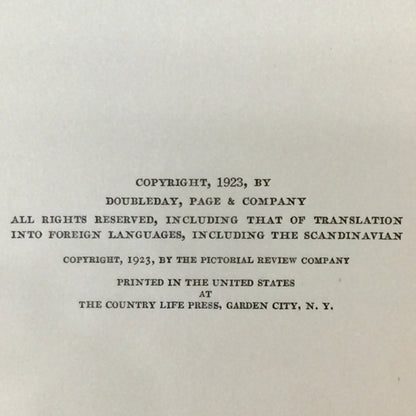 COPYRIGHT, 1923, BY
DOUBLEDAY, PAGE & COMPANY
ALL RIGHTS RESERVED, INCLUDING THAT OF TRANSLATION
INTO FOREIGN LANGUAGES, INCLUDING THE SCANDINAVIAN
COPYRIGHT, 1923, BY THE PICTORIAL REVIEW COMPANY
PRINTED IN THE UNITED STATES
AT
THE COUNTRY LIFE PRESS, GARDEN CITY, N. Y.